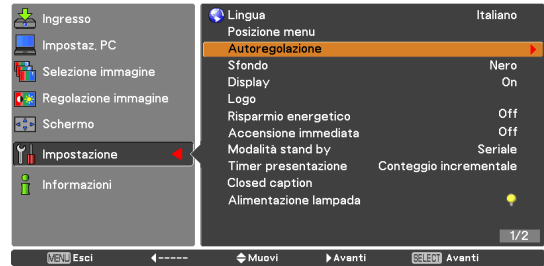 Ingresso
Impostaz. PC
Selezione immagine
Regolazione immagine
Schermo
Impostazione
Informazioni
Lingua Italiano
Posizione menu
Autoregolazione
Sfondo Nero
Display On
Logo
Risparmio energetico Off
Accensione immediata Off
Modalità stand by Seriale
Timer presentazione Conteggio incrementale
Closed caption
Alimentazione lampada
1/2
MENU Esci ----- Muovi Avanti SELECT Avanti